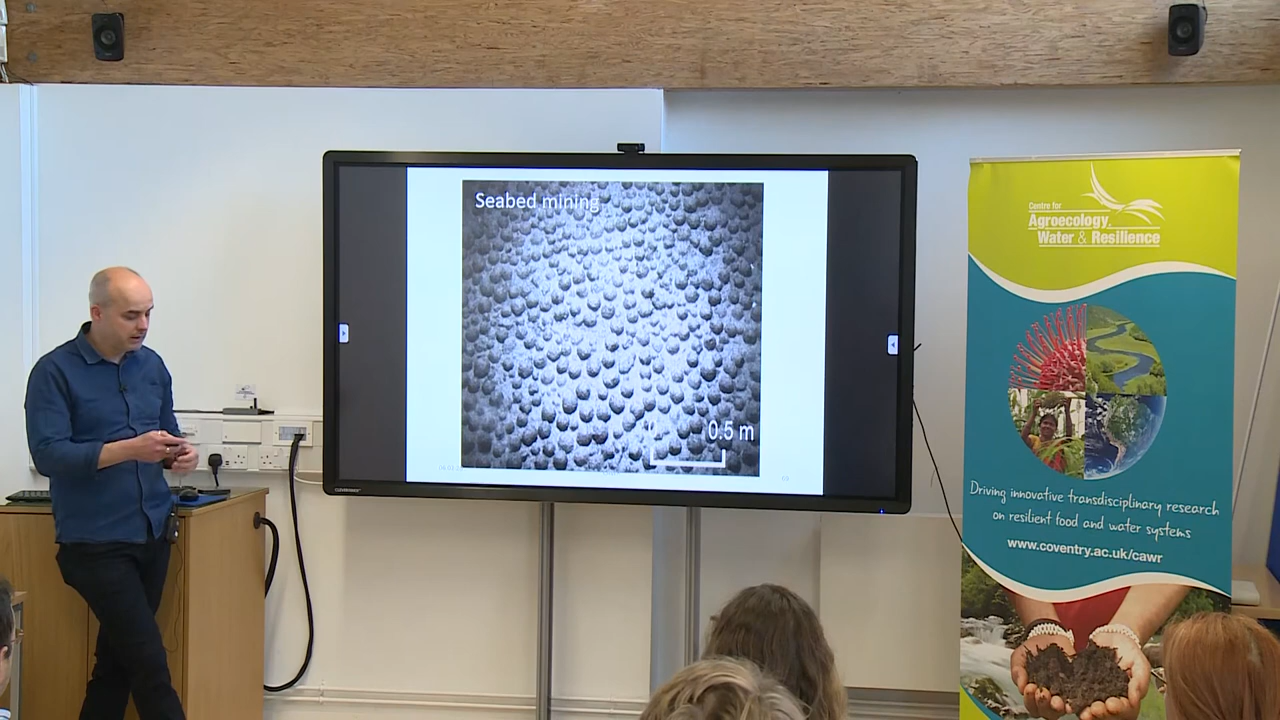 Seabed mining
0.5 m
Centre for
Agroecology,
Water & Resilience
Driving innovative transdisciplinary research
on resilient food and water systems
www.coventry.ac.uk/cawr